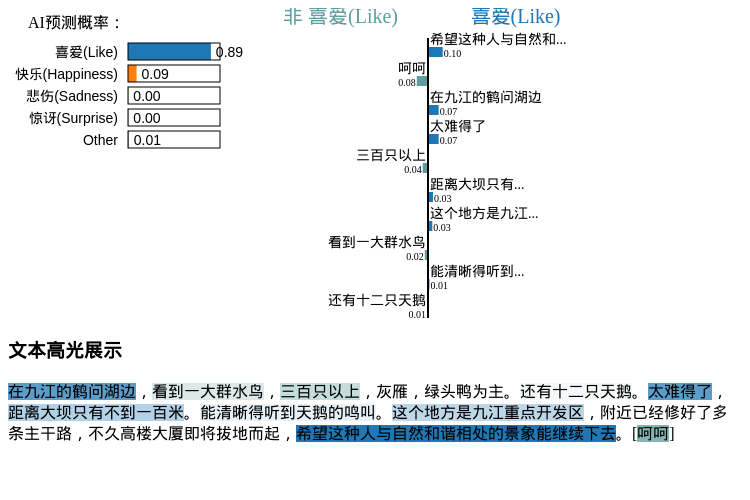 AI预测概率：
喜爱(Like) 0.89
快乐(Happiness) 0.09
悲伤(Sadness) 0.00
惊讶(Surprise) 0.00
Other 0.01
非 喜爱(Like) 喜爱(Like)
希望这种人与自然和...
0.10
呵呵
0.08
在九江的鹤问湖边
0.07
太难得了
0.07
三百只以上
0.04
距离大坝只有...
0.03
这个地方是九江...
0.03
看到一大群水鸟
0.02
能清晰得听到...
0.01
还有十二只天鹅
0.01
文本高光展示
在九江的鹤问湖边，看到一大群水鸟，三百只以上，灰雁，绿头鸭为主。还有十二只天鹅。太难得了，
距离大坝只有不到一百米。能清晰得听到天鹅的鸣叫。这个地方是九江重点开发区，附近已经修好了多
条主干路，不久高楼大厦即将拔地而起，希望这种人与自然和谐相处的景象能继续下去。[呵呵]